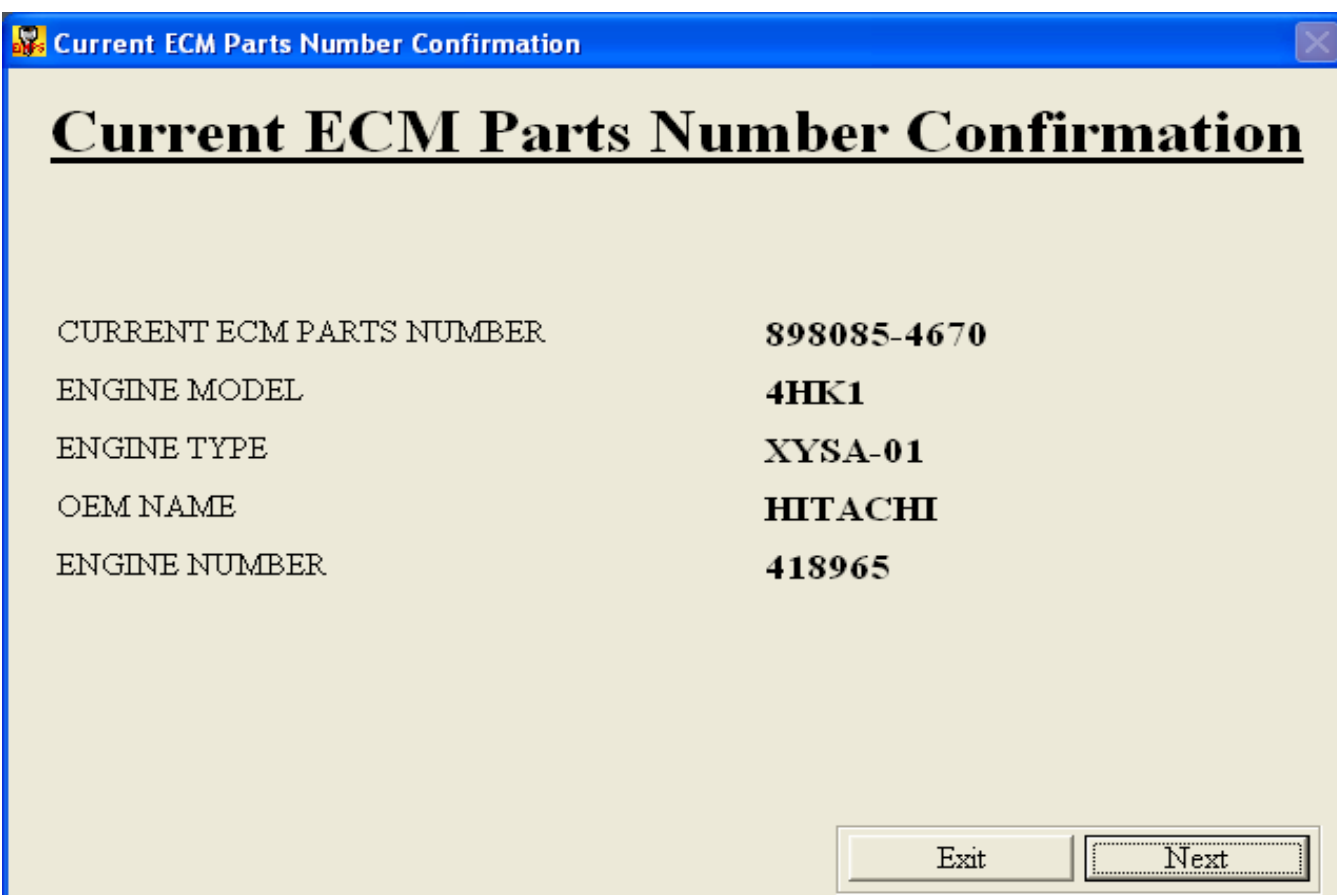 Current ECM Parts Number Confirmation
Current ECM Parts Number Confirmation
CURRENT ECM PARTS NUMBER 898085-4670
ENGINE MODEL 4HK1
ENGINE TYPE XYSA-01
OEM NAME HITACHI
ENGINE NUMBER 418965
Exit Next